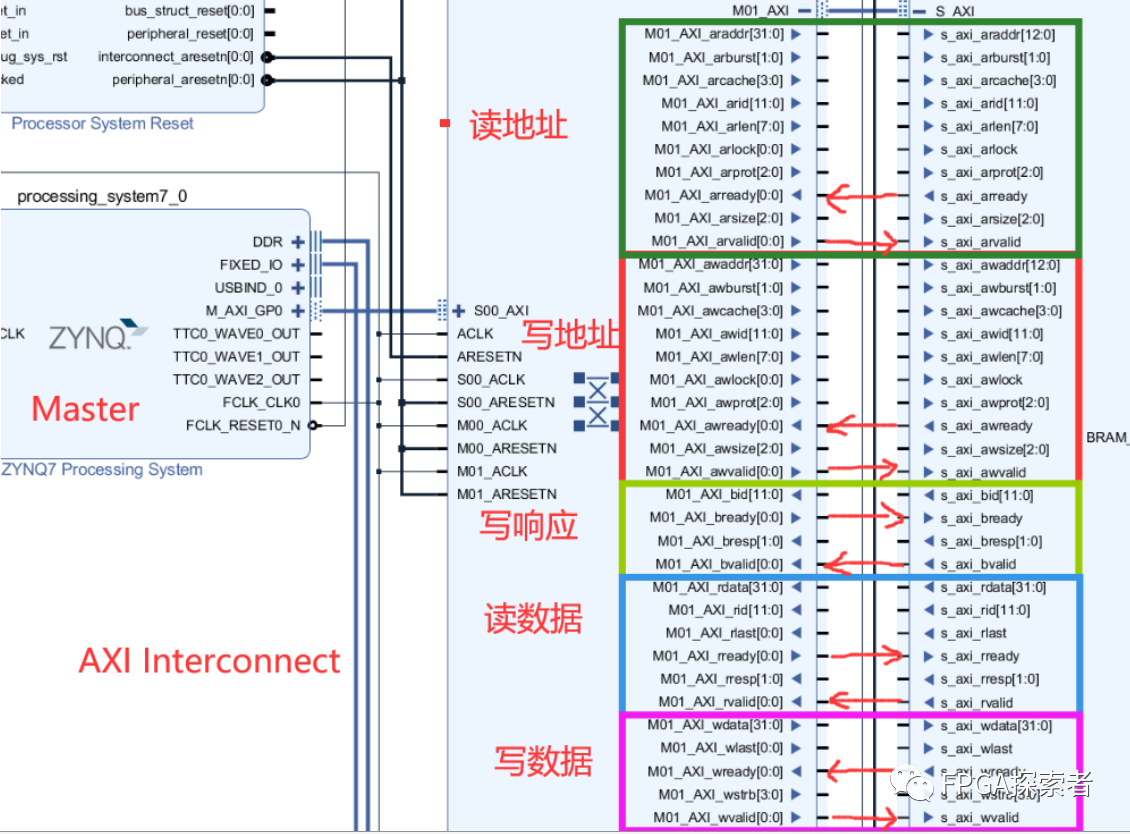 et_in
bus_struct_reset[0:0]
et_in
peripheral_reset[0:0]
ug_sys_rst
interconnect_aresetn[0:0]
ked
peripheral_aresetn[0:0]
Processor System Reset
processing_system7_0
DDR
FIXED_IO
USBIND_0
M_AXI_GP0
CLK
ZYNQ
TTC0_WAVE0_OUT
TTC0_WAVE1_OUT
TTC0_WAVE2_OUT
FCLK_CLK0
FCLK_RESET0_N
Master
ZYNQ7 Processing System
AXI Interconnect
S00_AXI
ACLK
ARESETN
S00_ACLK
S00_ARESETN
M00_ACLK
M00_ARESETN
M01_ACLK
M01_ARESETN
M01_AXI
S_AXI
读地址
M01_AXI_araddr[31:0]
s_axi_araddr[12:0]
M01_AXI_arburst[1:0]
s_axi_arburst[1:0]
M01_AXI_arcache[3:0]
s_axi_arcache[3:0]
M01_AXI_arid[11:0]
s_axi_arid[11:0]
M01_AXI_arlen[7:0]
s_axi_arlen[7:0]
M01_AXI_arlock[0:0]
s_axi_arlock
M01_AXI_arprot[2:0]
s_axi_arprot[2:0]
M01_AXI_arready[0:0]
s_axi_arready
M01_AXI_arsize[2:0]
s_axi_arsize[2:0]
M01_AXI_arvalid[0:0]
s_axi_arvalid
写地址
M01_AXI_awaddr[31:0]
s_axi_awaddr[12:0]
M01_AXI_awburst[1:0]
s_axi_awburst[1:0]
M01_AXI_awcache[3:0]
s_axi_awcache[3:0]
M01_AXI_awid[11:0]
s_axi_awid[11:0]
M01_AXI_awlen[7:0]
s_axi_awlen[7:0]
M01_AXI_awlock[0:0]
s_axi_awlock
M01_AXI_awprot[2:0]
s_axi_awprot[2:0]
M01_AXI_awready[0:0]
s_axi_awready
M01_AXI_awsize[2:0]
s_axi_awsize[2:0]
M01_AXI_awvalid[0:0]
s_axi_awvalid
BRAM_
写响应
M01_AXI_bid[11:0]
s_axi_bid[11:0]
M01_AXI_bready[0:0]
s_axi_bready
M01_AXI_bresp[1:0]
s_axi_bresp[1:0]
M01_AXI_bvalid[0:0]
s_axi_bvalid
读数据
M01_AXI_rdata[31:0]
s_axi_rdata[31:0]
M01_AXI_rid[11:0]
s_axi_rid[11:0]
M01_AXI_rlast[0:0]
s_axi_rlast
M01_AXI_rready[0:0]
s_axi_rready
M01_AXI_rresp[1:0]
s_axi_rresp[1:0]
M01_AXI_rvalid[0:0]
s_axi_rvalid
写数据
M01_AXI_wdata[31:0]
s_axi_wdata[31:0]
M01_AXI_wlast[0:0]
s_axi_wlast
M01_AXI_wready[0:0]
s_axi_wready
M01_AXI_wstrb[3:0]
s_axi_wstrb[3:0]
M01_AXI_wvalid[0:0]
s_axi_wvalid
FPGA探索者